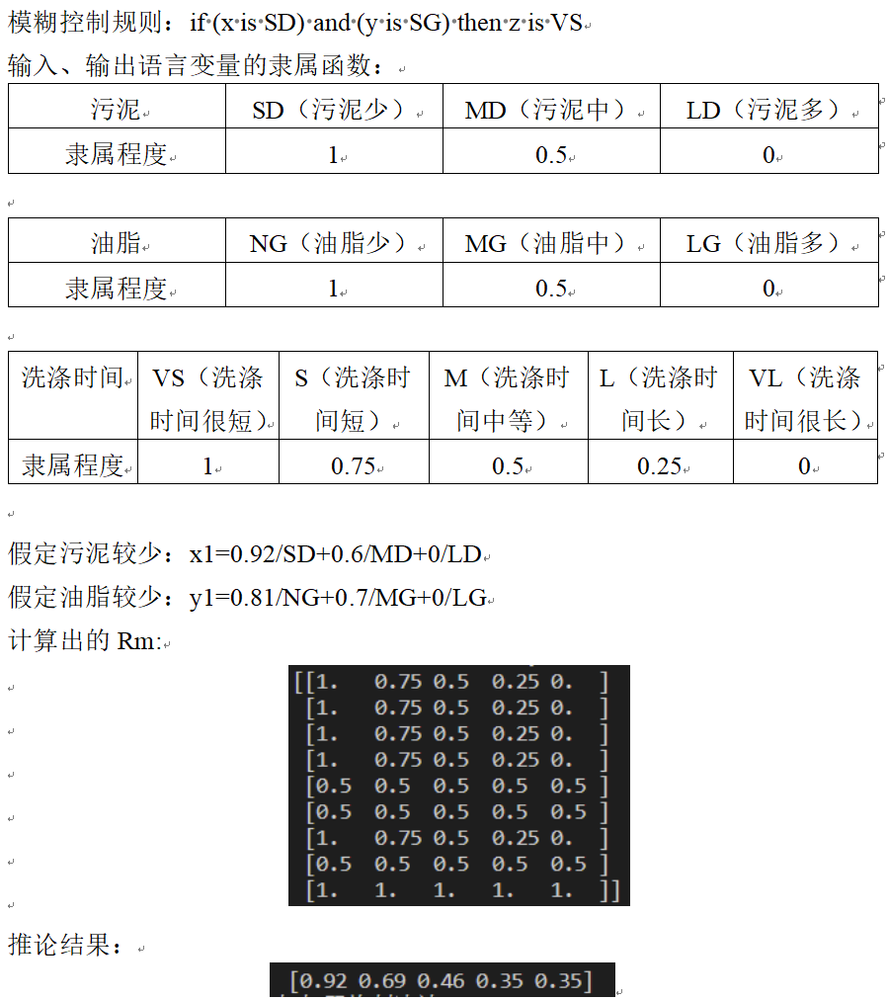 模糊控制规则：if (x is SD) and (y is SG) then z is VS
输入、输出语言变量的隶属函数：
污泥 SD（污泥少） MD（污泥中） LD（污泥多）
隶属程度 1 0.5 0
油脂 NG（油脂少） MG（油脂中） LG（油脂多）
隶属程度 1 0.5 0
洗涤时间 VS（洗涤时间很短） S（洗涤时间短） M（洗涤时间中等） L（洗涤时间长） VL（洗涤时间很长）
隶属程度 1 0.75 0.5 0.25 0
假定污泥较少：x1=0.92/SD+0.6/MD+0/LD
假定油脂较少：y1=0.81/NG+0.7/MG+0/LG
计算出的 Rm:
[[1. 0.75 0.5 0.25 0. ]
[1. 0.75 0.5 0.25 0. ]
[1. 0.75 0.5 0.25 0. ]
[1. 0.75 0.5 0.25 0. ]
[0.5 0.5 0.5 0.5 0.5 ]
[0.5 0.5 0.5 0.5 0.5 ]
[1. 0.75 0.5 0.25 0. ]
[0.5 0.5 0.5 0.5 0.5 ]
[1. 1. 1. 1. 1. ]]
推论结果：
[0.92 0.69 0.46 0.35 0.35]